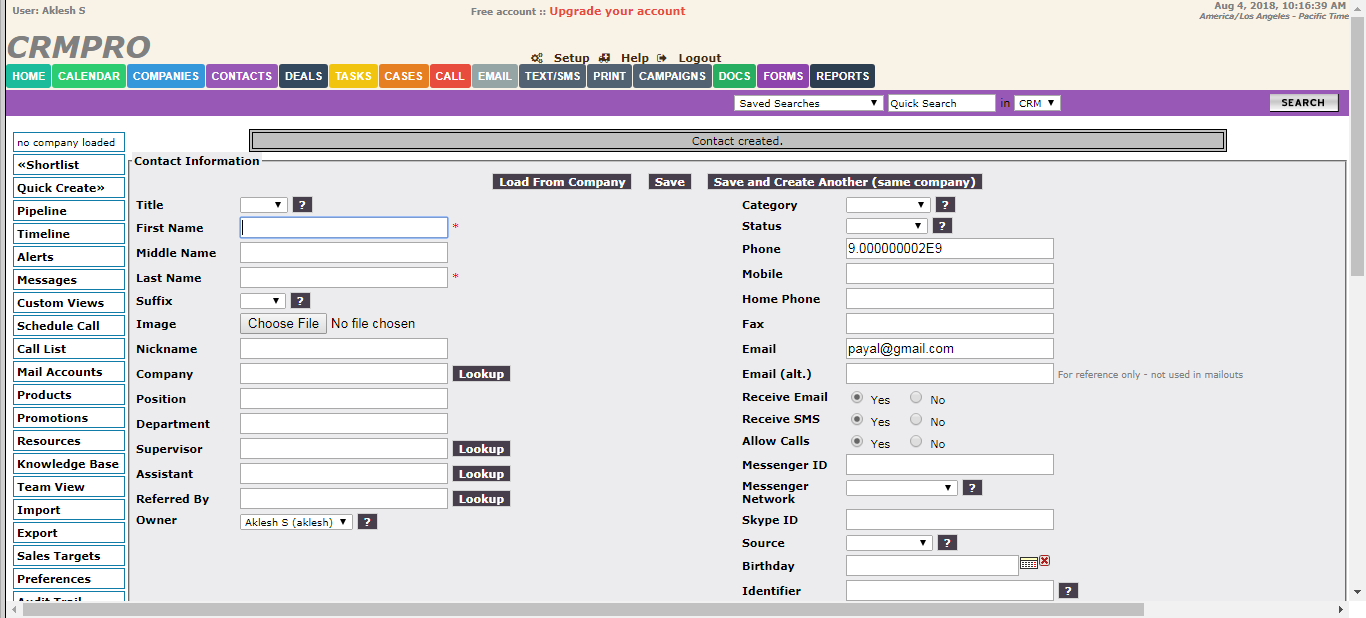 User: Aklesh S
Free account :: Upgrade your account
Aug 4, 2018, 10:16:39 AM
America/Los Angeles - Pacific Time
CRMPRO
Setup Help Logout
HOME CALENDAR COMPANIES CONTACTS DEALS TASKS CASES CALL EMAIL TEXT/SMS PRINT CAMPAIGNS DOCS FORMS REPORTS
Saved Searches Quick Search in CRM SEARCH
no company loaded
«Shortlist
Quick Create»
Pipeline
Timeline
Alerts
Messages
Custom Views
Schedule Call
Call List
Mail Accounts
Products
Promotions
Resources
Knowledge Base
Team View
Import
Export
Sales Targets
Preferences
Audit Trail
Contact created.
Contact Information
Load From Company Save Save and Create Another (same company)
Title ?
First Name *
Middle Name
Last Name *
Suffix ?
Image Choose File No file chosen
Nickname
Company Lookup
Position
Department
Supervisor Lookup
Assistant Lookup
Referred By Lookup
Owner Aklesh S (aklesh) ?
Category ?
Status ?
Phone 9.000000002E9
Mobile
Home Phone
Fax
Email payal@gmail.com
Email (alt.) For reference only - not used in mailouts
Receive Email Yes No
Receive SMS Yes No
Allow Calls Yes No
Messenger ID
Messenger
Network ?
Skype ID
Source ?
Birthday
Identifier ?